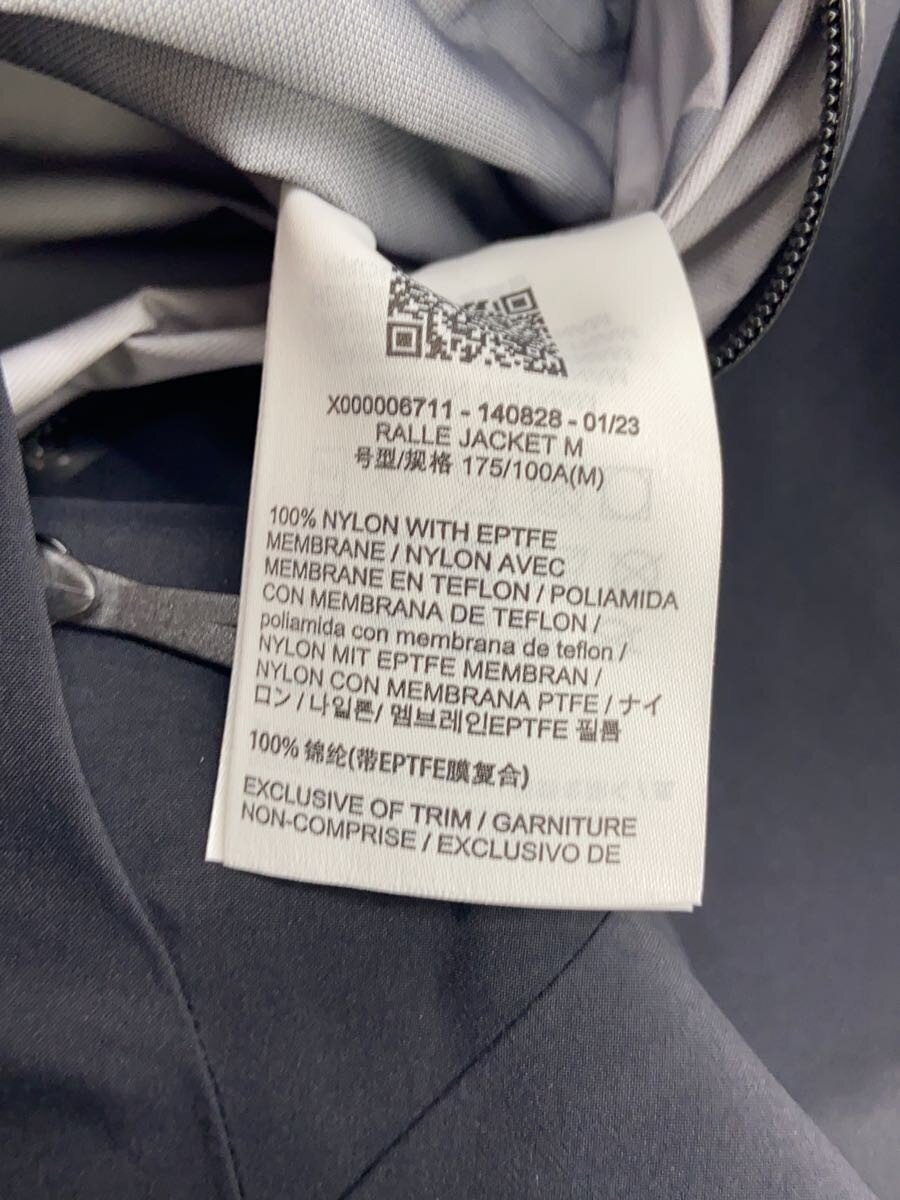 X000006711 - 140828 - 01/23
RALLE JACKET M
号型/规格 175/100A(M)
100% NYLON WITH EPTFE
MEMBRANE / NYLON AVEC
MEMBRANE EN TEFLON / POLIAMIDA
CON MEMBRANA DE TEFLON /
poliamida con membrana de teflon /
NYLON MIT EPTFE MEMBRAN /
NYLON CON MEMBRANA PTFE / ナイ
ロン / 나일론/ 멤브레인EPTFE 필름
100% 锦纶(带EPTFE膜复合)
EXCLUSIVE OF TRIM / GARNITURE
NON-COMPRISE / EXCLUSIVO DE